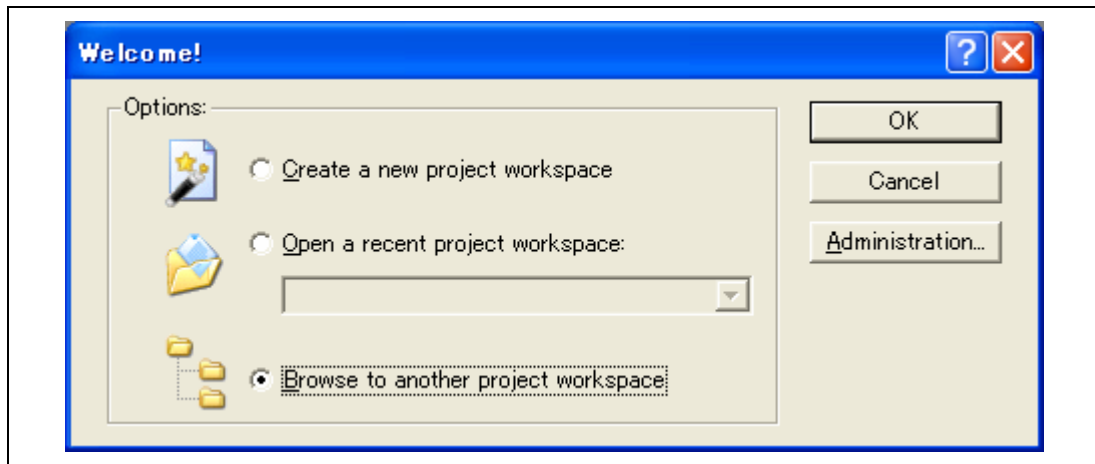 Welcome!
Options:
Create a new project workspace
Open a recent project workspace:
Browse to another project workspace
OK
Cancel
Administration...